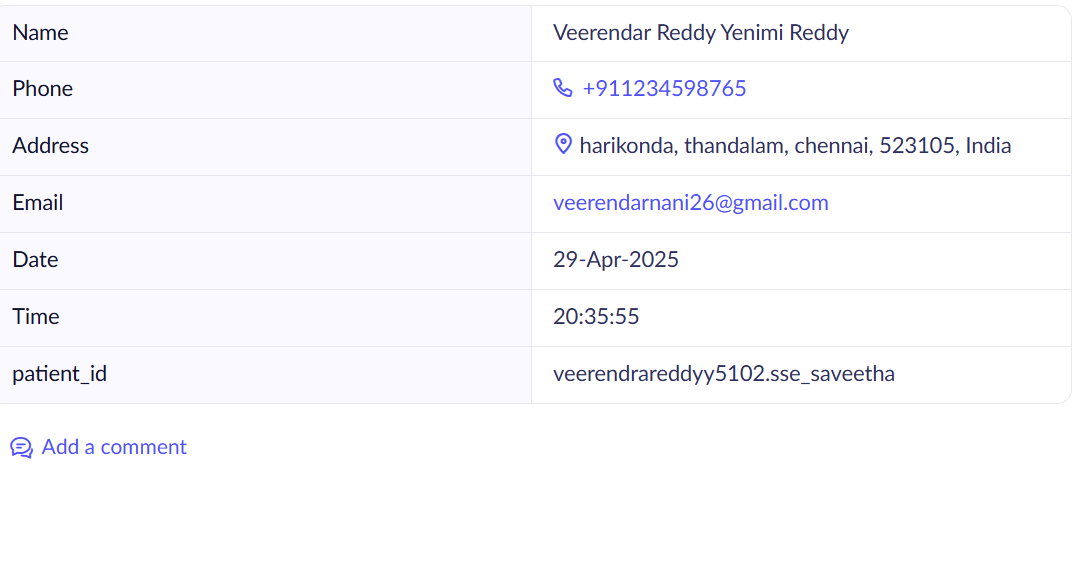 Name Veerendar Reddy Yenimi Reddy
Phone +911234598765
Address harikonda, thandalam, chennai, 523105, India
Email veerendarnani26@gmail.com
Date 29-Apr-2025
Time 20:35:55
patient_id veerendrareddyy5102.sse_saveetha
Add a comment